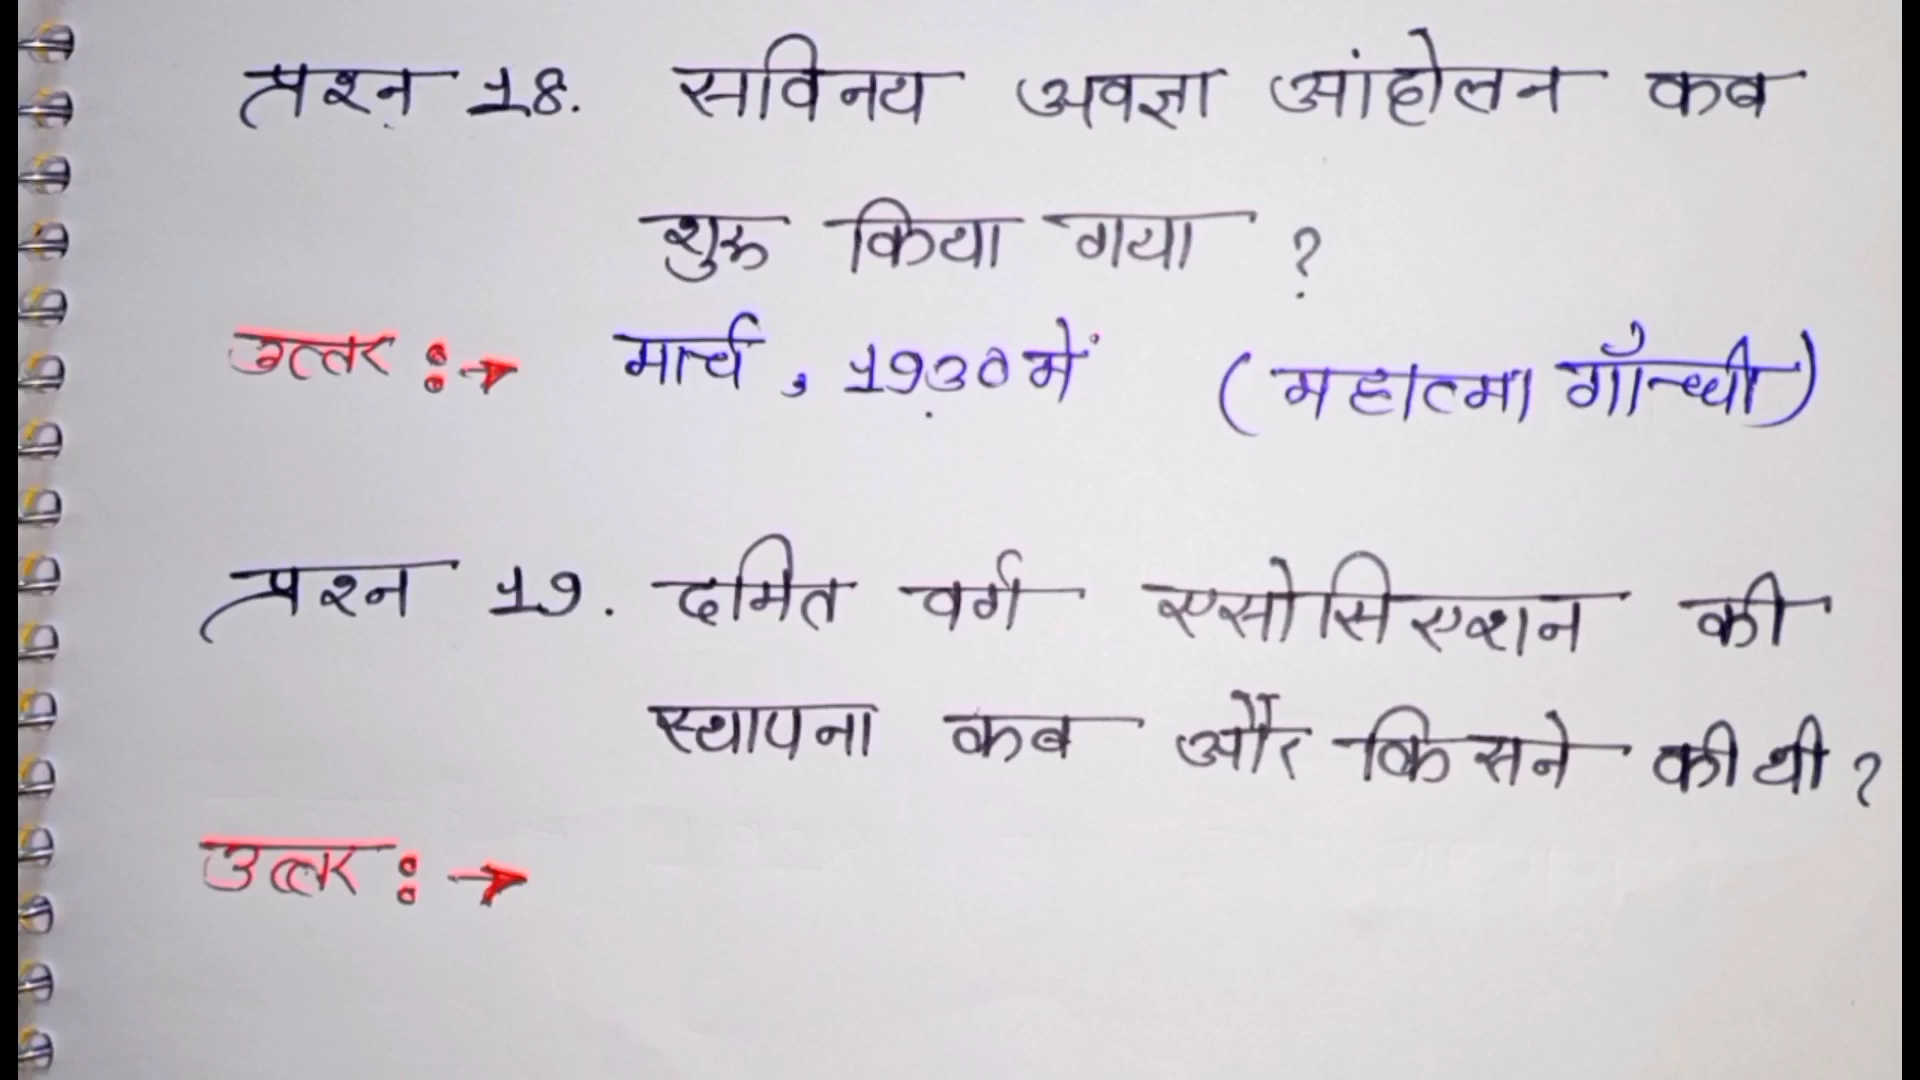 प्रश्न 18. सविनय अवज्ञा आंदोलन कब
शुरू किया गया ?
उत्तर :→ मार्च , 1930 में (महात्मा गाँन्धी)
प्रश्न 19. दमित वर्ग एसोसिएशन की
स्थापना कब और किसने की थी ?
उत्तर :→